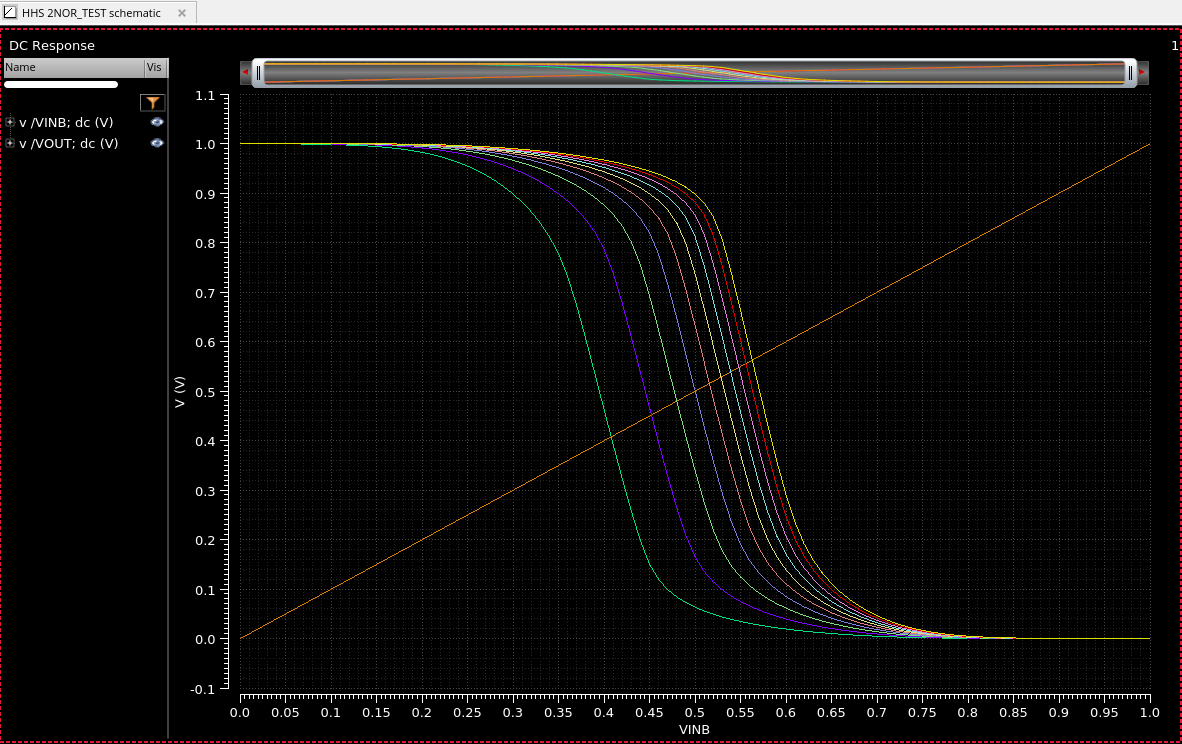 HHS 2NOR_TEST schematic
DC Response
1
Name Vis
v /VINB; dc (V)
v /VOUT; dc (V)
1.1
1.0
0.9
0.8
0.7
0.6
0.5
0.4
0.3
0.2
0.1
0.0
-0.1
V (V)
0.0 0.05 0.1 0.15 0.2 0.25 0.3 0.35 0.4 0.45 0.5 0.55 0.6 0.65 0.7 0.75 0.8 0.85 0.9 0.95 1.0
VINB